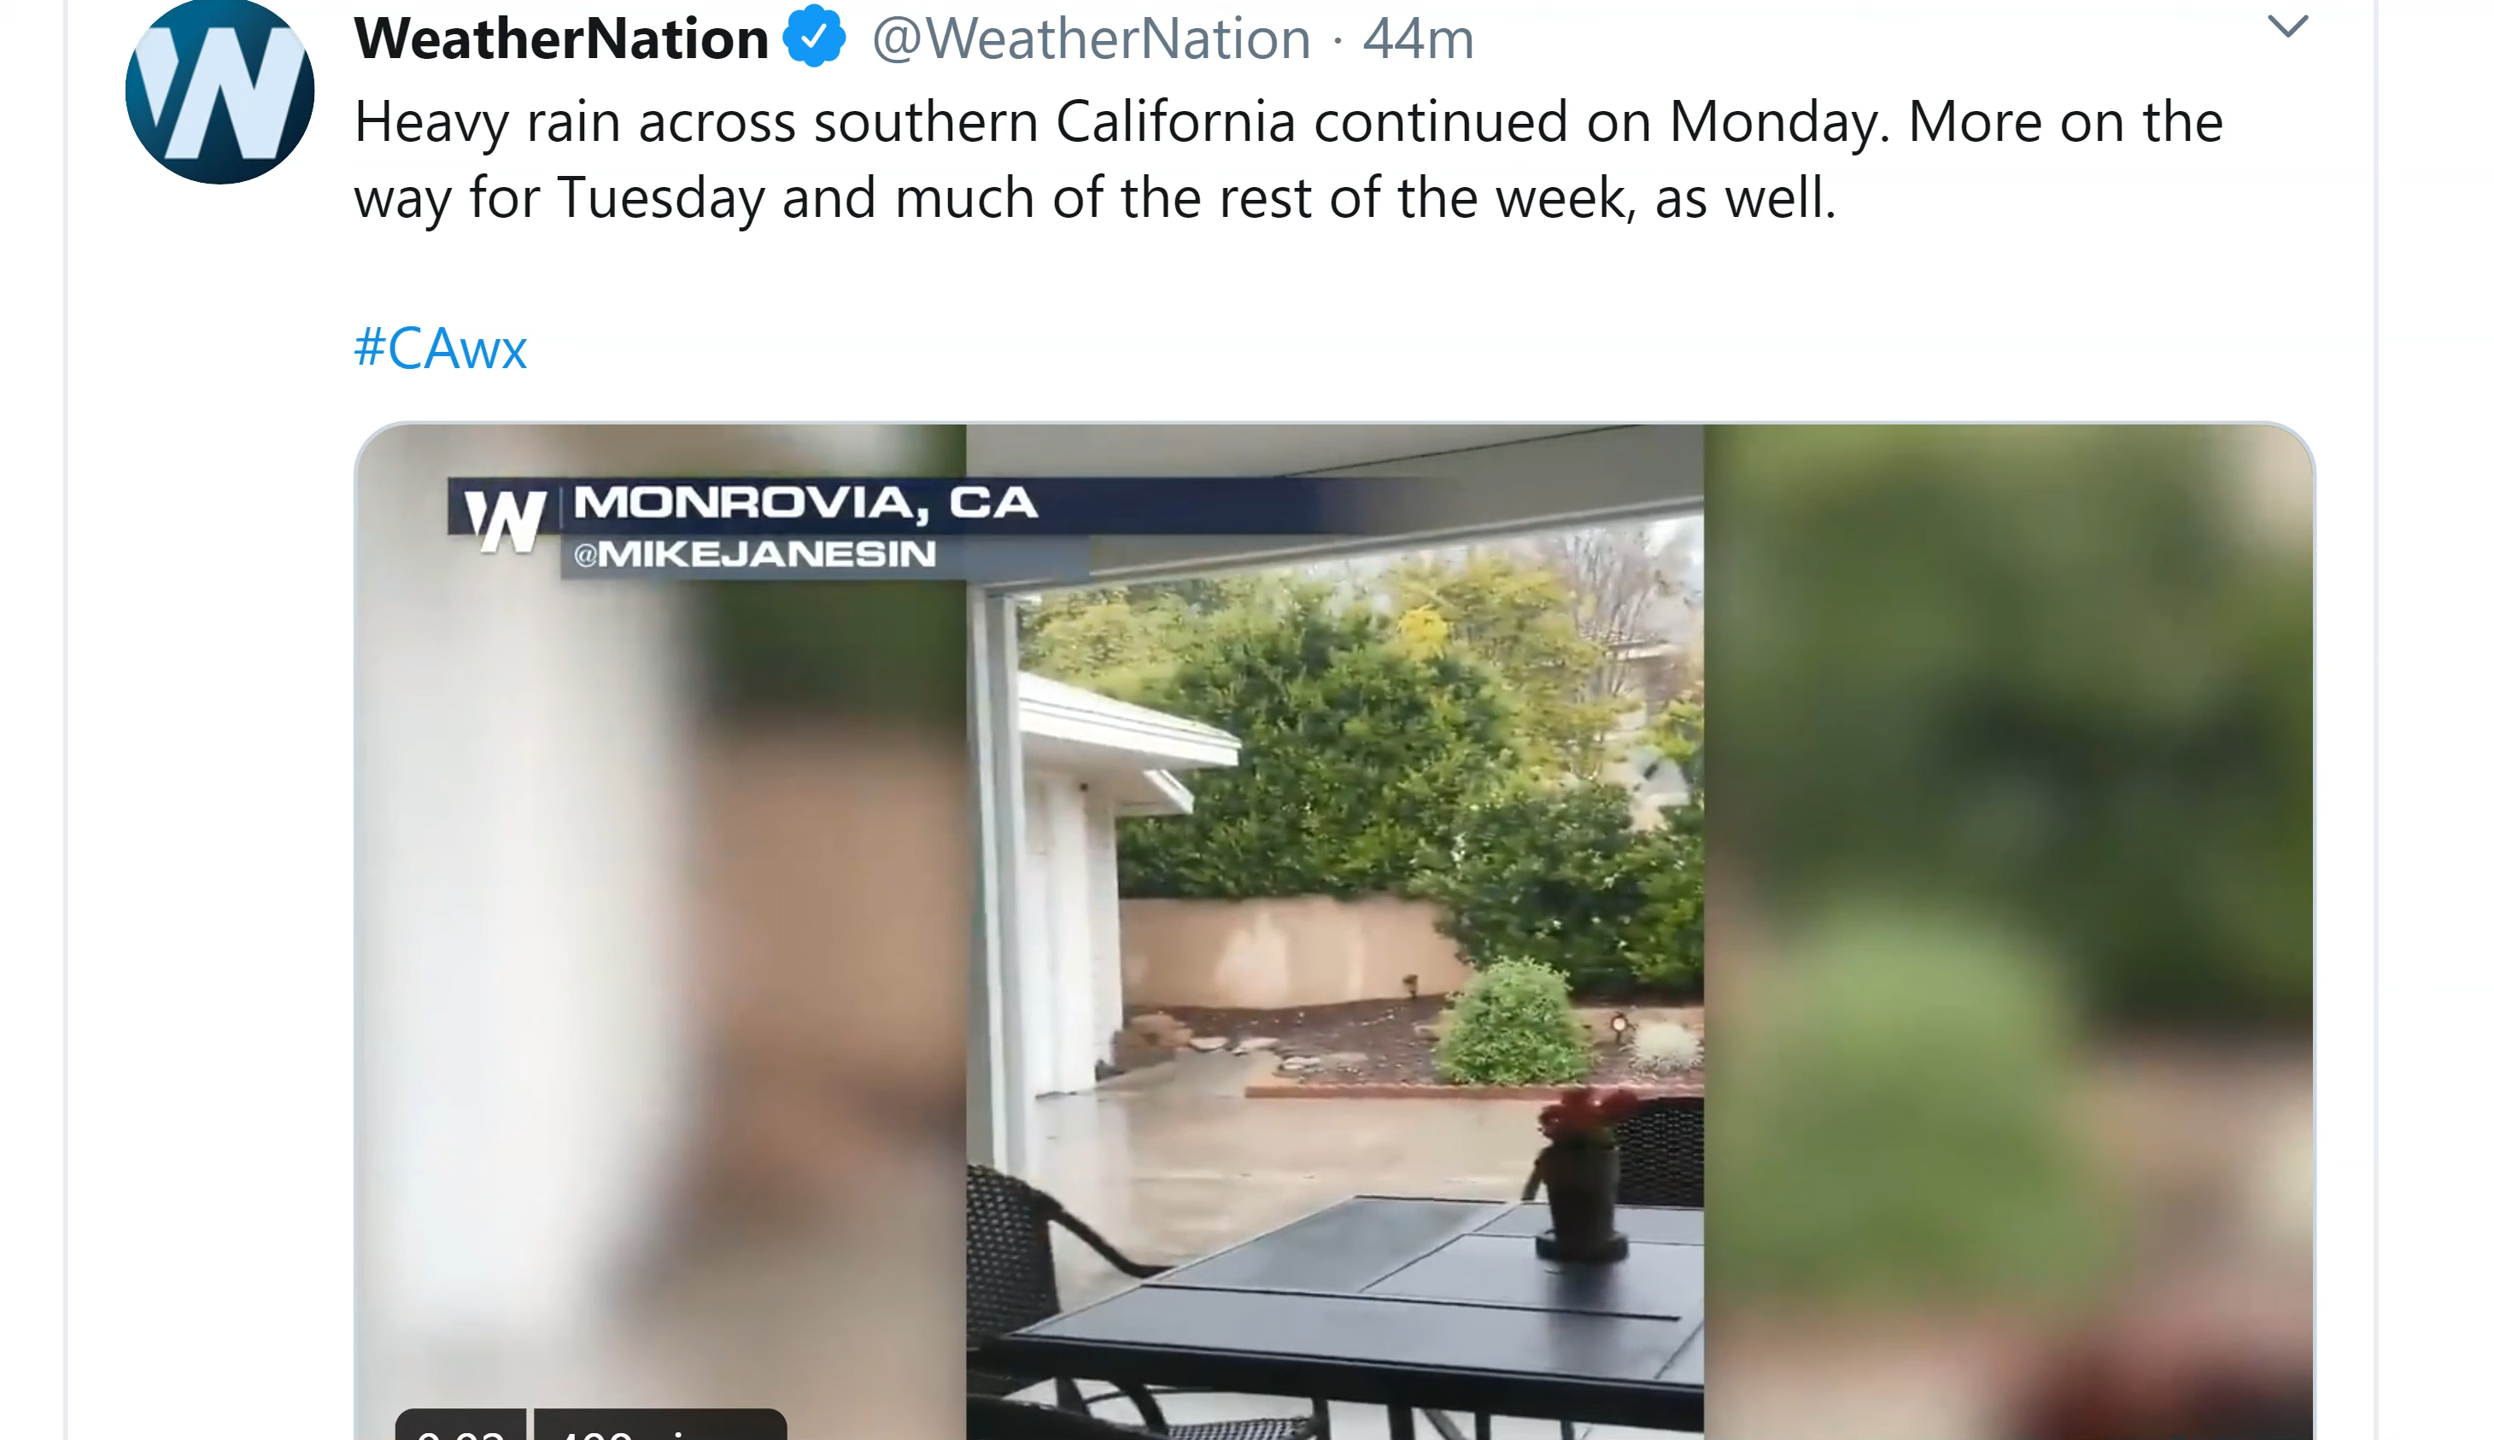 WeatherNation @WeatherNation · 44m
Heavy rain across southern California continued on Monday. More on the
way for Tuesday and much of the rest of the week, as well.
#CAwx
W MONROVIA, CA
@MIKEJANESIN